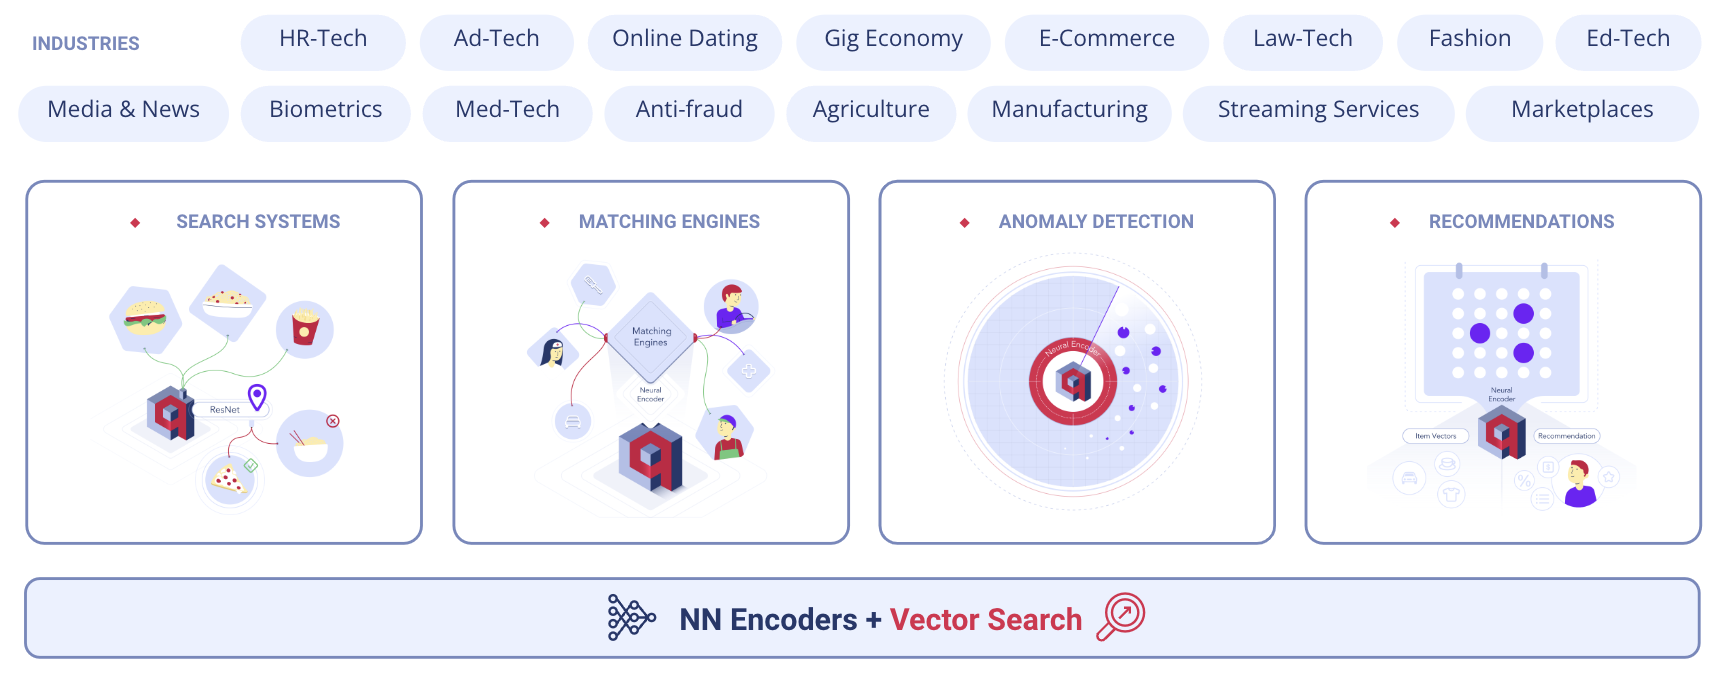 INDUSTRIES
HR-Tech
Ad-Tech
Online Dating
Gig Economy
E-Commerce
Law-Tech
Fashion
Ed-Tech
Media & News
Biometrics
Med-Tech
Anti-fraud
Agriculture
Manufacturing
Streaming Services
Marketplaces
SEARCH SYSTEMS
ResNet
MATCHING ENGINES
Matching
Engines
Neural
Encoder
ANOMALY DETECTION
Neural Encoder
RECOMMENDATIONS
Neural
Encoder
Item Vectors
Recommendation
NN Encoders + Vector Search